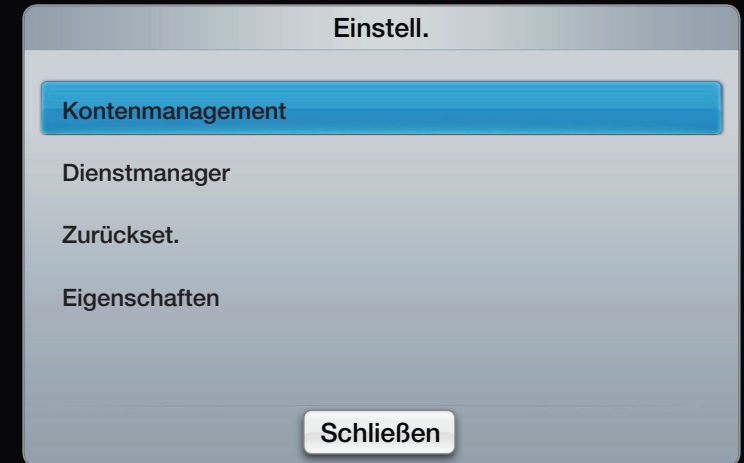 Einstell.
Kontenmanagement
Dienstmanager
Zurückset.
Eigenschaften
Schließen